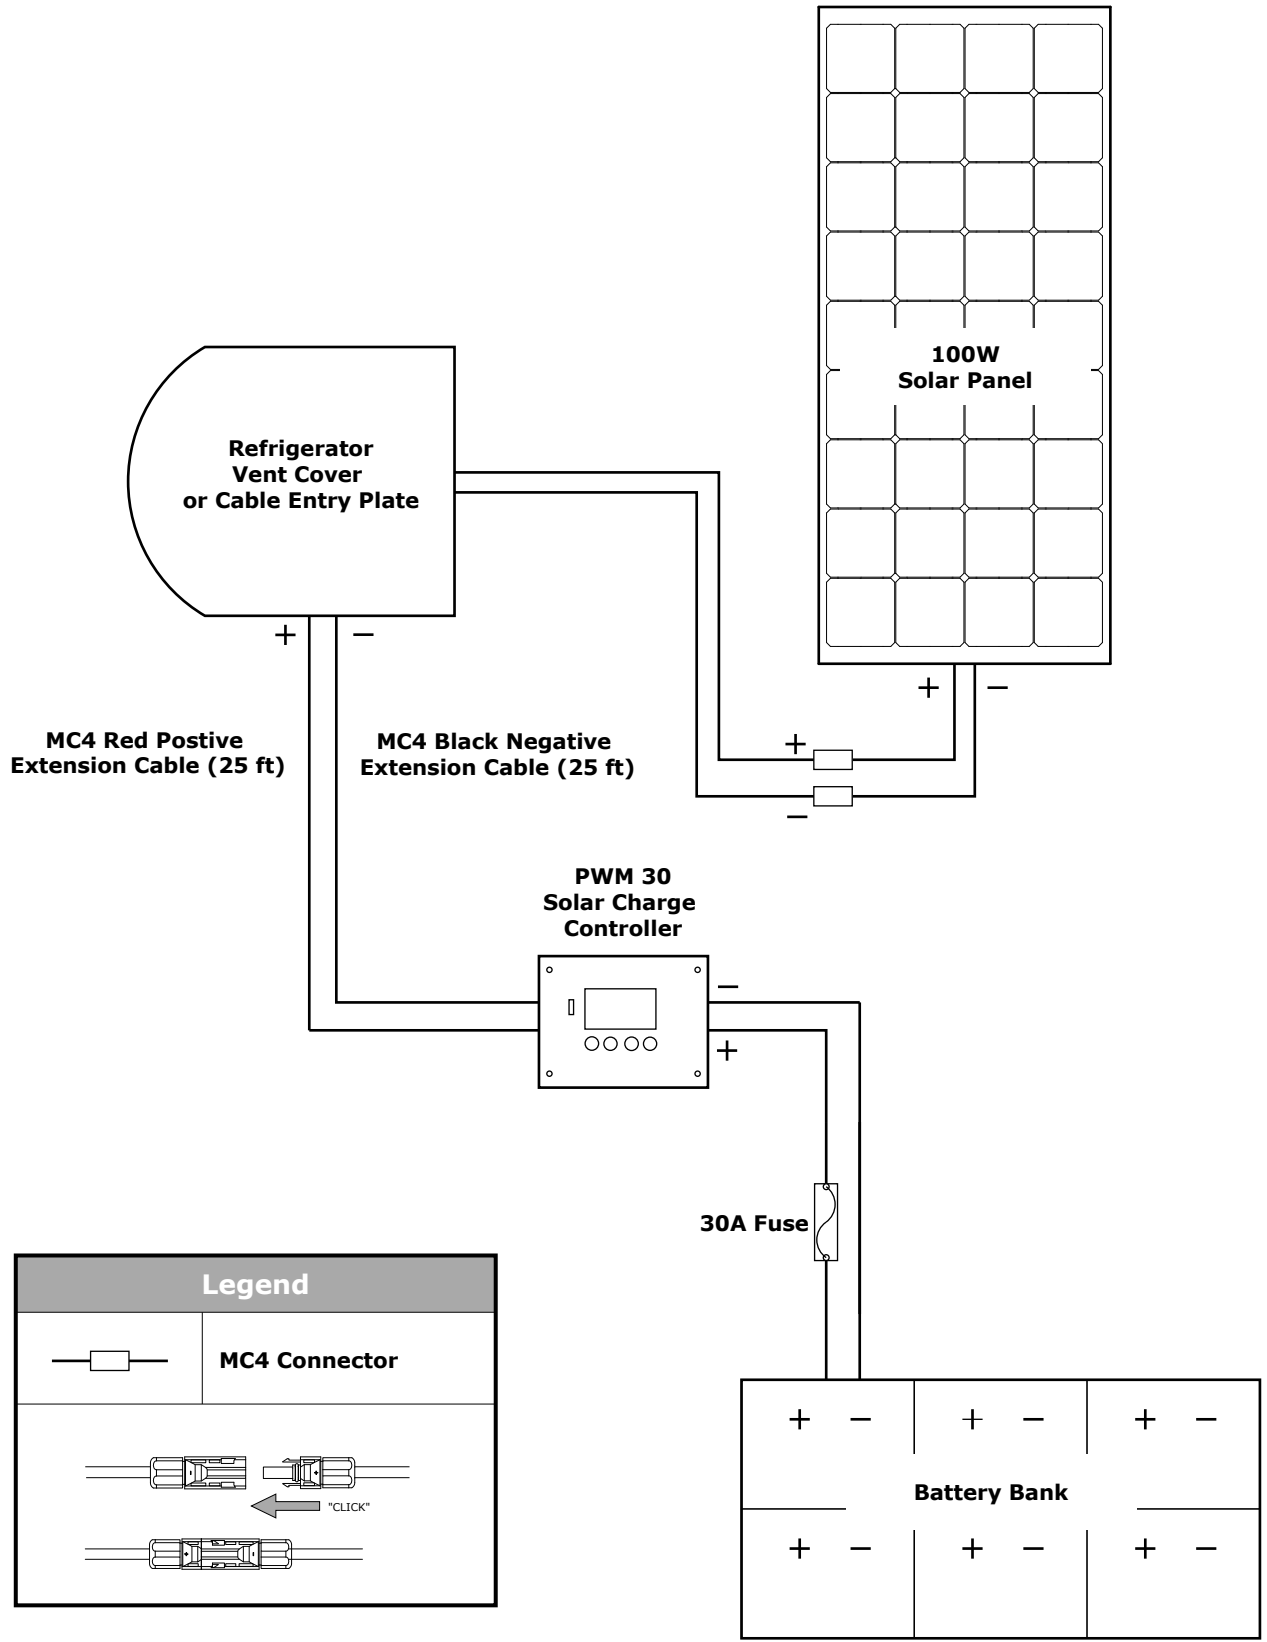 100W
Solar Panel
Refrigerator
Vent Cover
or Cable Entry Plate
+ −
+ −
MC4 Red Postive
Extension Cable (25 ft)
MC4 Black Negative
Extension Cable (25 ft)
+
−
PWM 30
Solar Charge
Controller
−
+
30A Fuse
Legend
MC4 Connector
- +
"CLICK"
+ -
+ − + − + −
Battery Bank
+ − + − + −